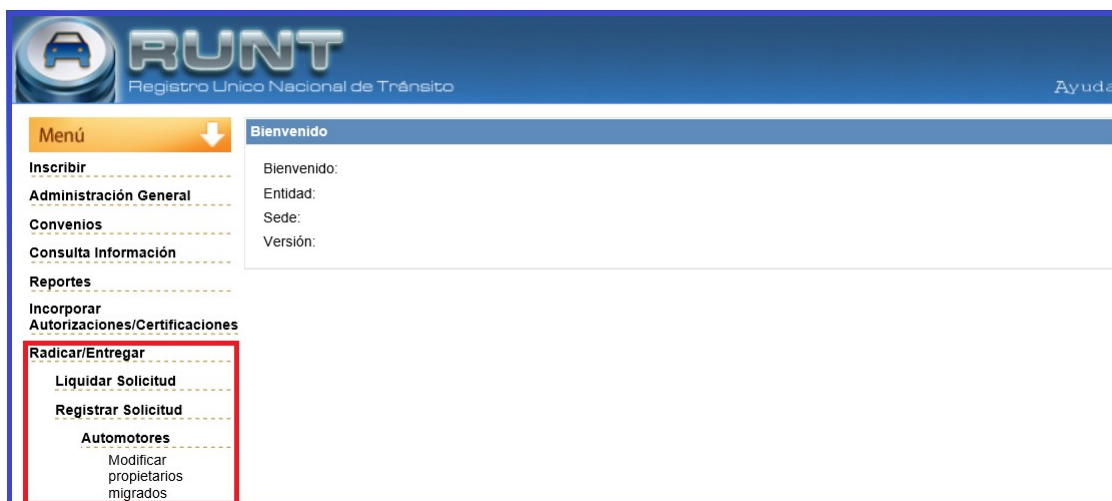 RUNT
Registro Unico Nacional de Trânsito
Ayuda
Menú
Inscribir
Administración General
Convenios
Consulta Información
Reportes
Incorporar
Autorizaciones/Certificaciones
Radicar/Entregar
Liquidar Solicitud
Registrar Solicitud
Automotores
Modificar
propietarios
migrados
Bienvenido
Bienvenido:
Entidad:
Sede:
Versión: